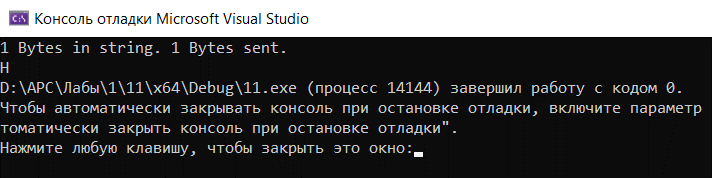 Консоль отладки Microsoft Visual Studio
1 Bytes in string. 1 Bytes sent.
H
D:\АРС\Лабы\1\11\x64\Debug\11.exe (процесс 14144) завершил работу с кодом 0.
Чтобы автоматически закрывать консоль при остановке отладки, включите параметр
томатически закрыть консоль при остановке отладки".
Нажмите любую клавишу, чтобы закрыть это окно: